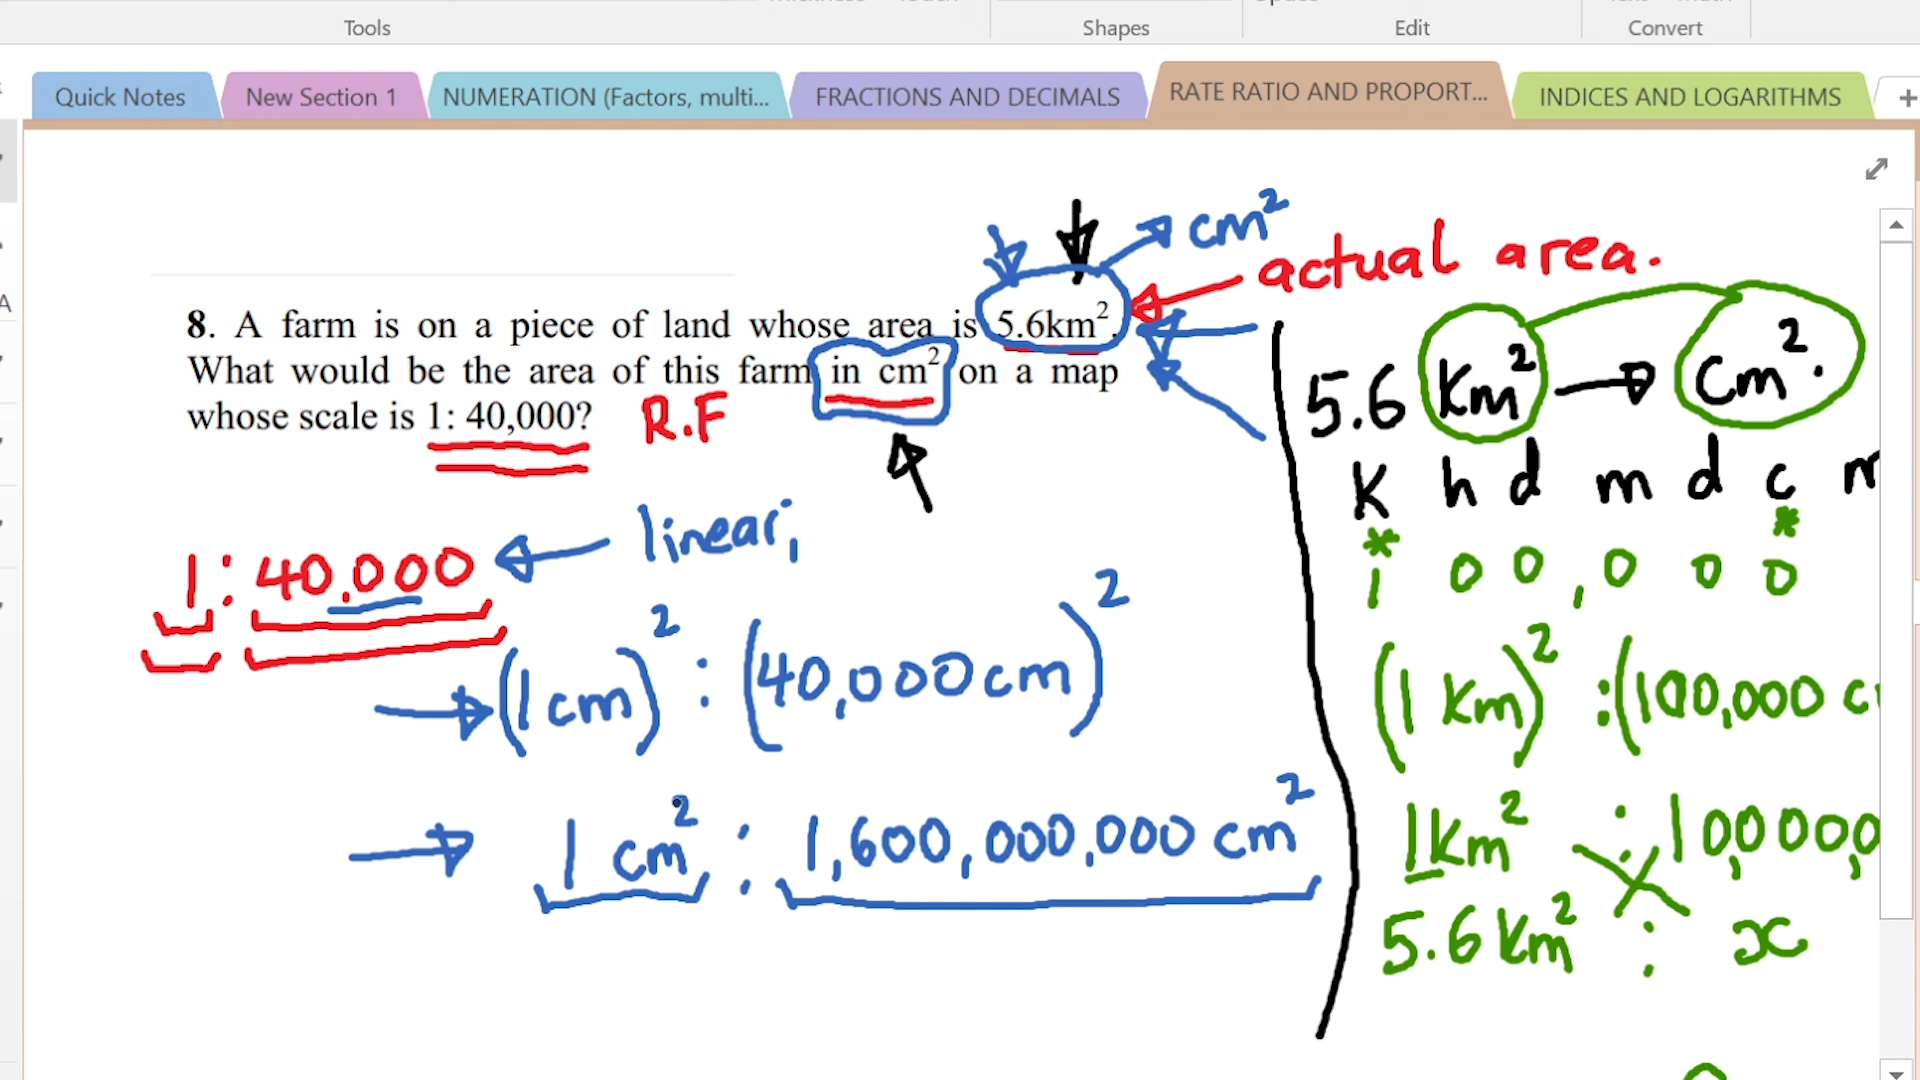 Tools
Shapes
Edit
Convert
Quick Notes
New Section 1
NUMERATION (Factors, multi...
FRACTIONS AND DECIMALS
RATE RATIO AND PROPORT...
INDICES AND LOGARITHMS
+
cm²
actual area.
8. A farm is on a piece of land whose area is 5.6km².
What would be the area of this farm in cm² on a map
whose scale is 1: 40,000?
R.F
1:40.000
linear,
→ (1 cm)² : (40,000cm)²
→ 1 cm² : 1,600,000,000 cm²
5.6 Km² → Cm².
K h d m d c m
* *
1 0 0, 0 0 0
(1 Km)² :(100,000 c
1Km² : 10,000,0
5.6 Km² : x